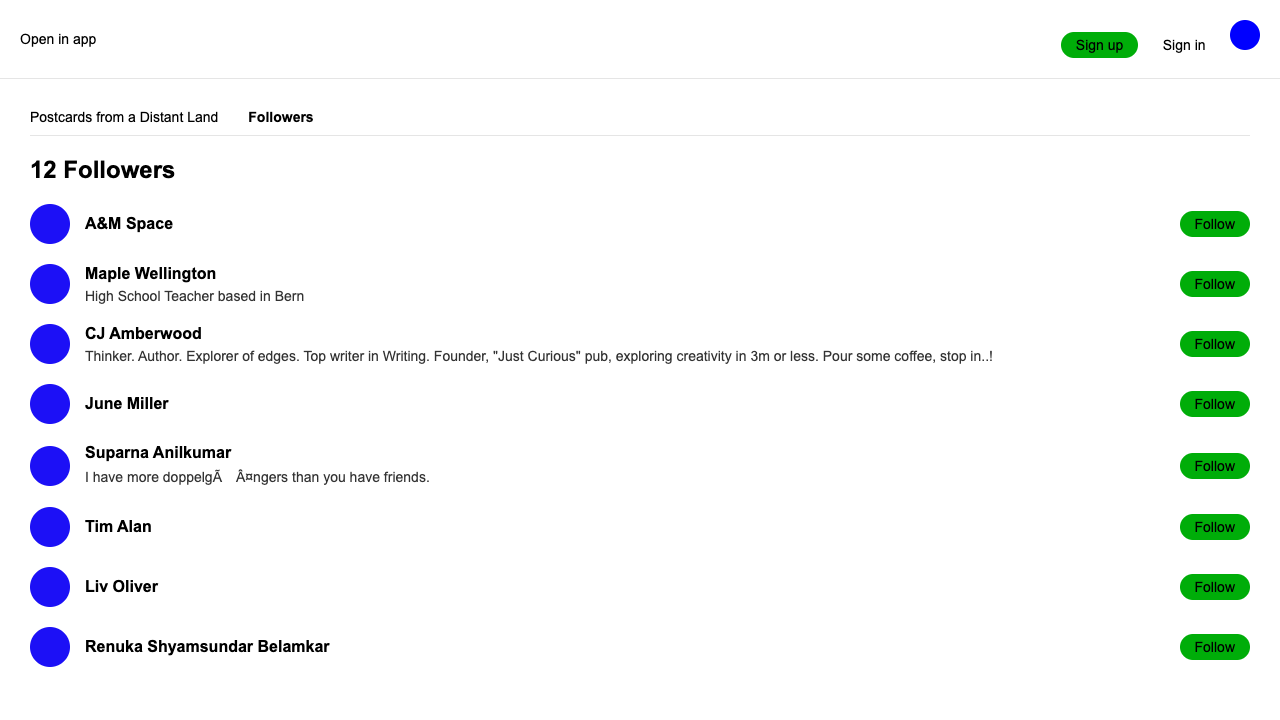 Open in app
Sign up
Sign in
Postcards from a Distant Land
Followers
12 Followers
A&M Space
Follow
Maple Wellington
Follow
High School Teacher based in Bern
CJ Amberwood
Follow
Thinker. Author. Explorer of edges. Top writer in Writing. Founder, "Just Curious" pub, exploring creativity in 3m or less. Pour some coffee, stop in..!
June Miller
Follow
Suparna Anilkumar
Follow
I have more doppelgÃ Â¤ngers than you have friends.
Tim Alan
Follow
Liv Oliver
Follow
Renuka Shyamsundar Belamkar
Follow